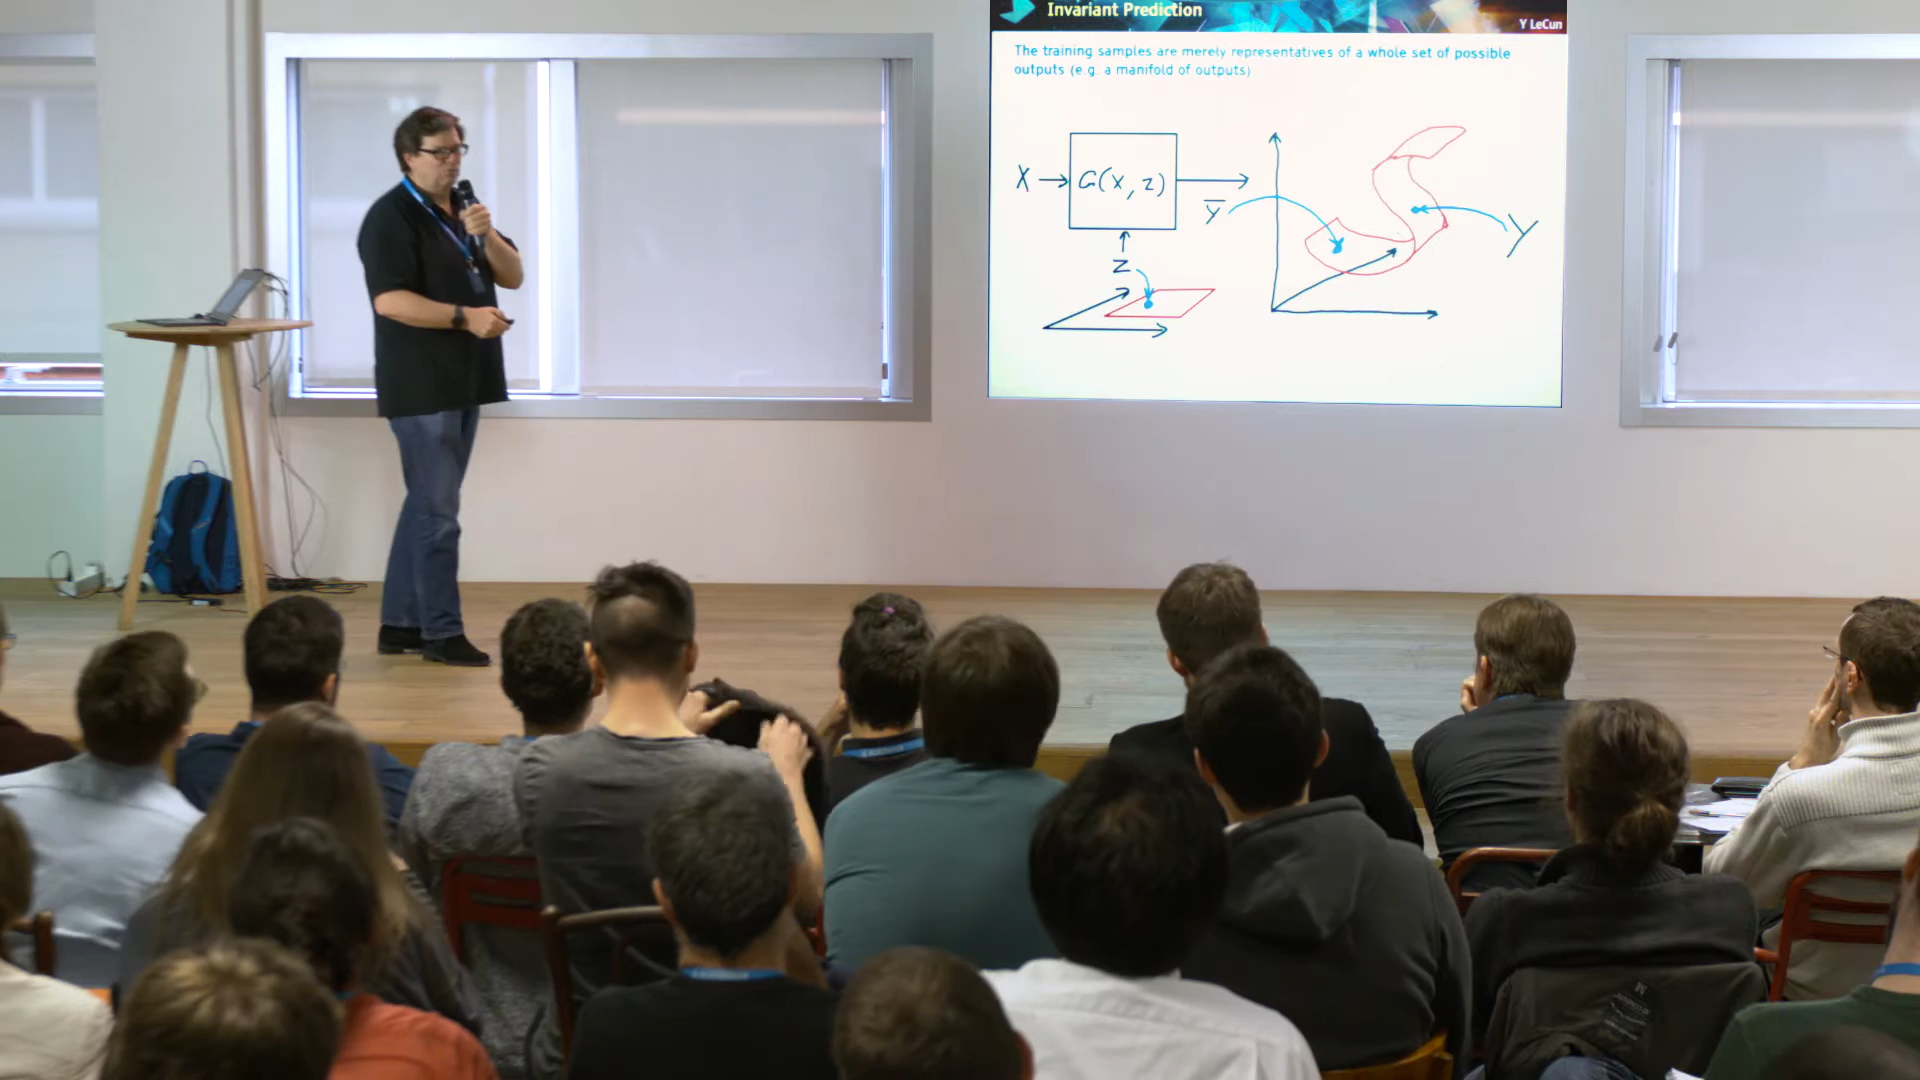 Invariant Prediction
Y LeCun
The training samples are merely representatives of a whole set of possible
outputs (e.g. a manifold of outputs)
X
G(X, Z)
Y̅
Y
Z